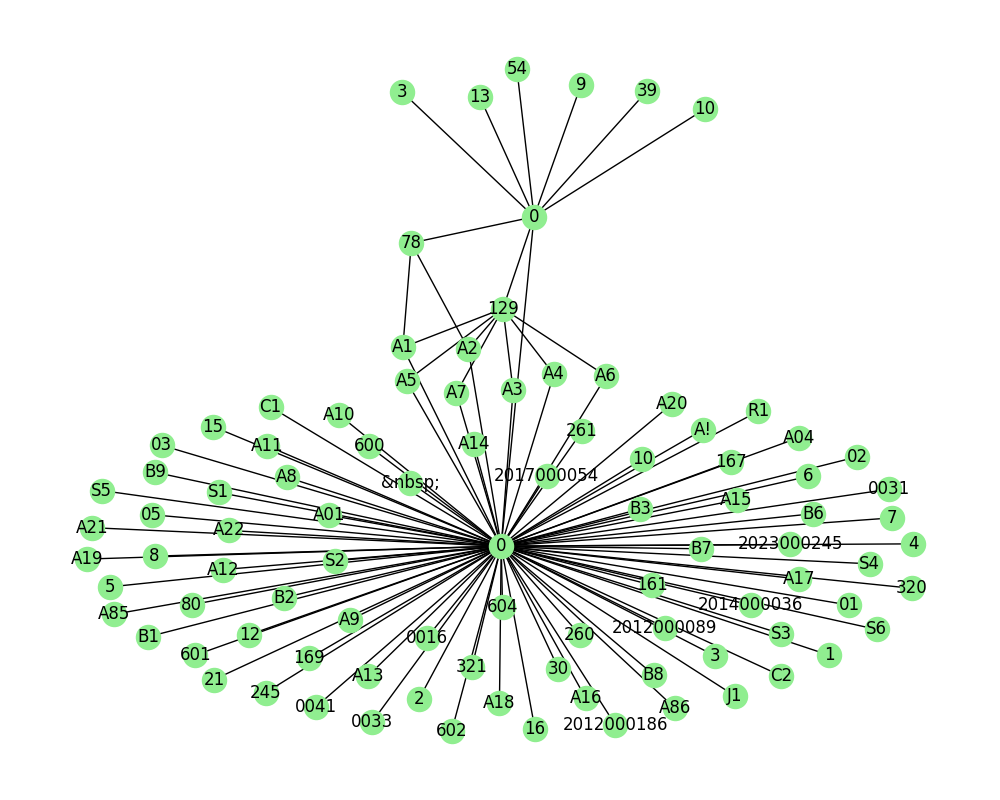 54
9
3
39
13
10
0
78
129
A1
A2
A4
A6
A5
A3
A7
A20
C1
R1
A10
15
A!
261
A04
03
A11
600
A14
02
10
167
B9
2017000054
6
A8
&nbsp;
0031
S5
S1
A15
B3
B6
05
A01
7
A21
A22
2023000245
4
0
B7
8
A19
S2
S4
A12
A17
161
5
320
B2
80
2014000036
01
604
A85
A9
2012000089
S6
12
260
S3
B1
0016
601
1
3
169
321
30
B8
A13
C2
21
245
J1
A16
2
A18
0041
A86
0033
2012000186
16
602